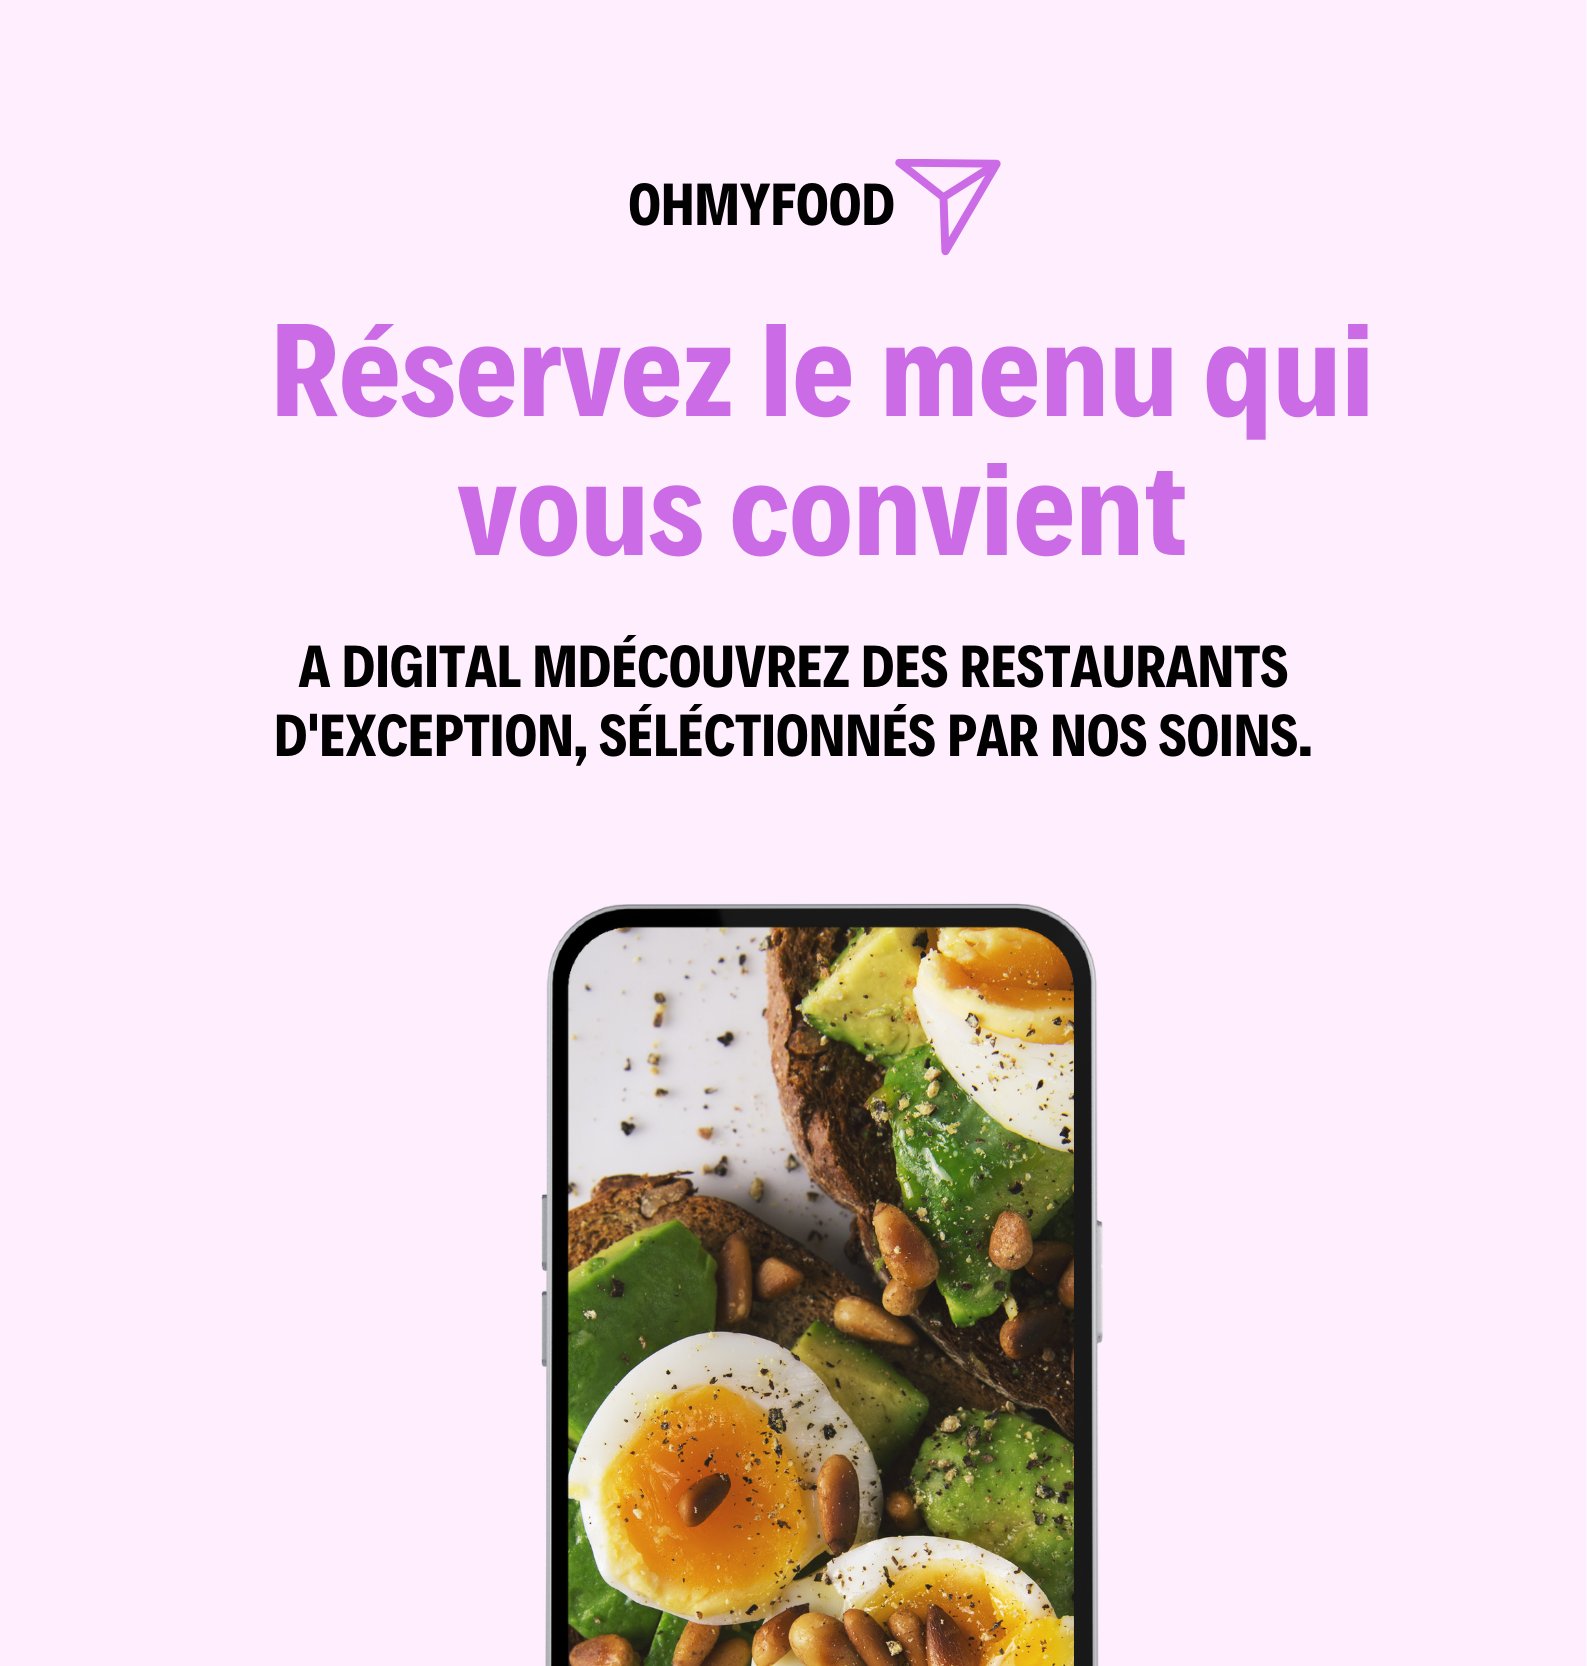 OHMYFOOD
Réservez le menu qui
vous convient
A DIGITAL MDÉCOUVREZ DES RESTAURANTS
D'EXCEPTION, SÉLÉCTIONNÉS PAR NOS SOINS.